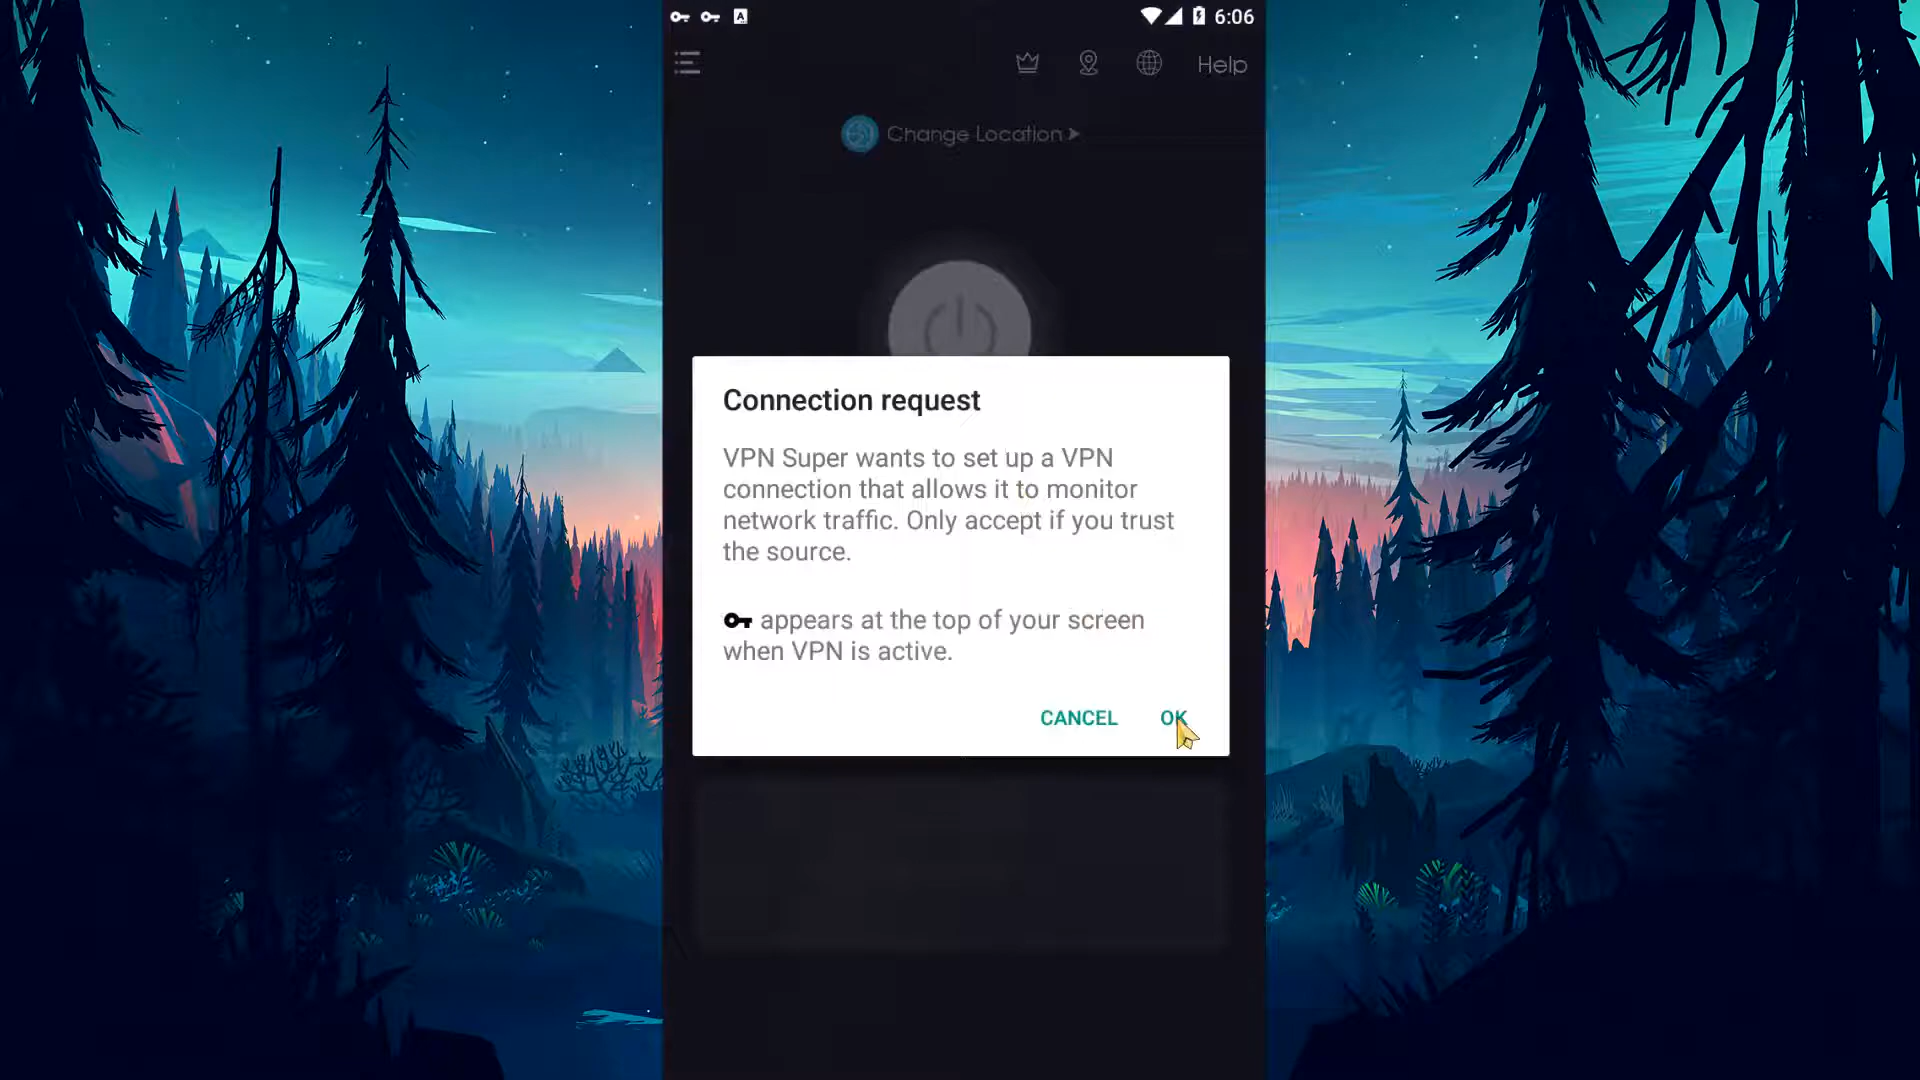 A 6:06
Help
Change Location
Connection request
VPN Super wants to set up a VPN
connection that allows it to monitor
network traffic. Only accept if you trust
the source.
appears at the top of your screen
when VPN is active.
CANCEL OK